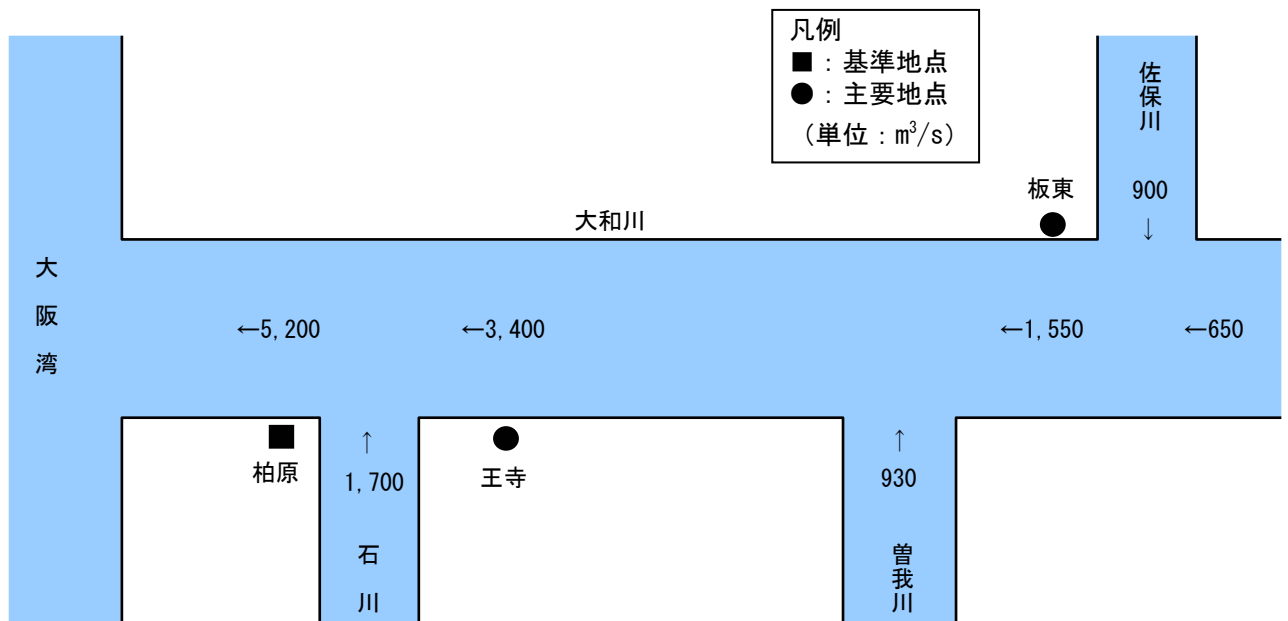 凡例
■：基準地点
●：主要地点
（単位：m³/s）
佐保川
板東
900
↓
大和川
大阪湾
←5,200
←3,400
←1,550
←650
柏原
↑
1,700
王寺
↑
930
石川
曽我川